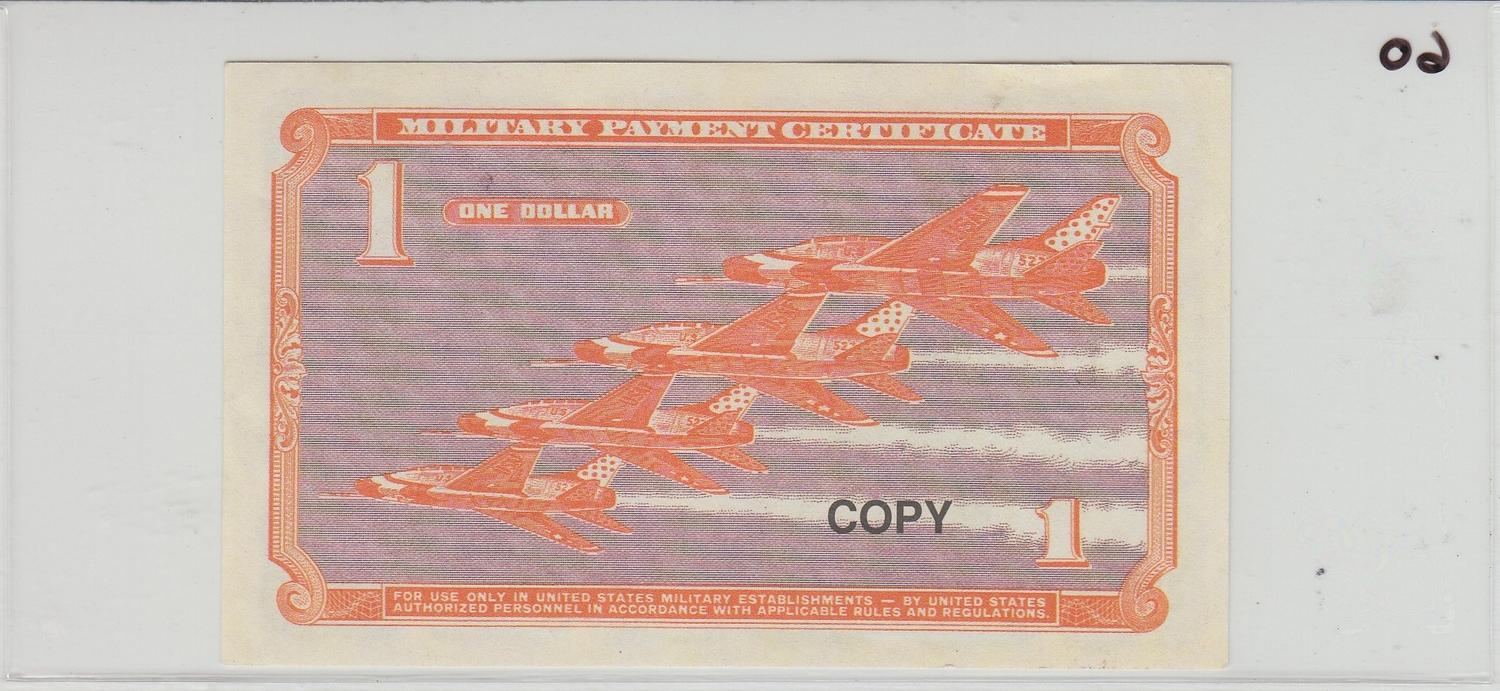 02
MILITARY PAYMENT CERTIFICATE
1
ONE DOLLAR
COPY
1
FOR USE ONLY IN UNITED STATES MILITARY ESTABLISHMENTS — BY UNITED STATES
AUTHORIZED PERSONNEL IN ACCORDANCE WITH APPLICABLE RULES AND REGULATIONS.